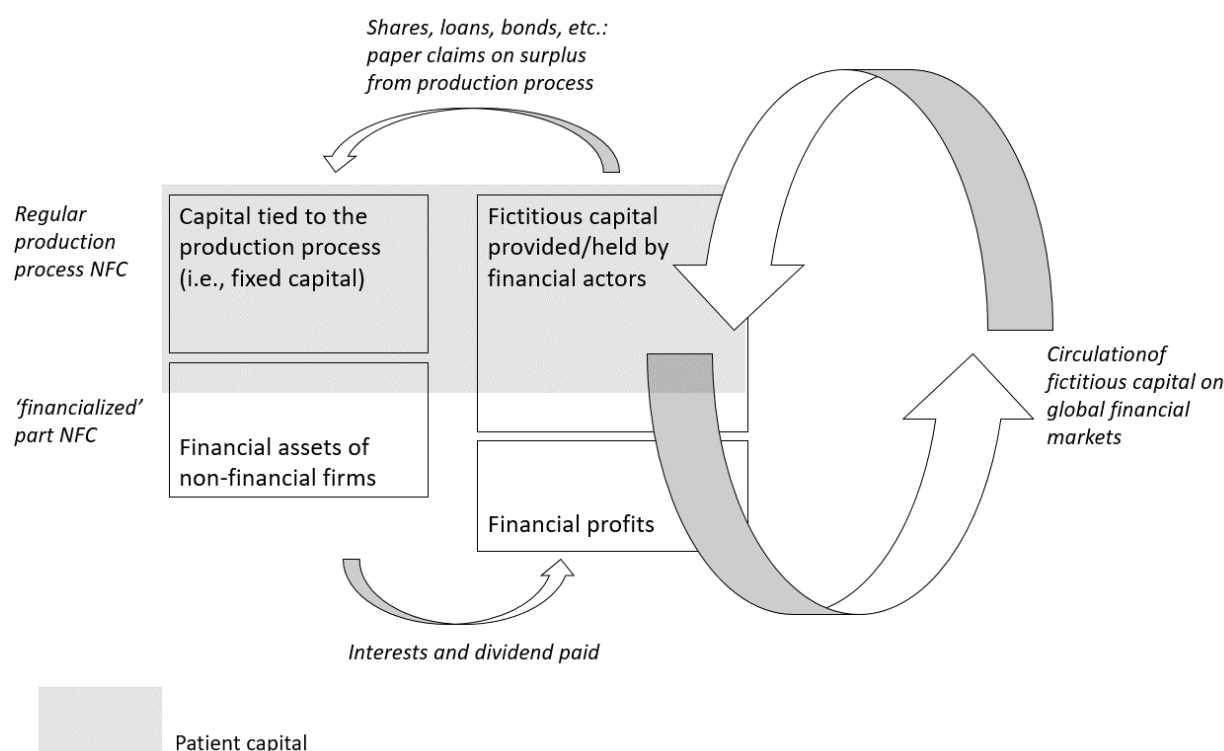 Shares, loans, bonds, etc.:
paper claims on surplus
from production process
Regular
production
process NFC
Capital tied to the
production process
(i.e., fixed capital)
Fictitious capital
provided/held by
financial actors
Circulationof
fictitious capital on
global financial
markets
‘financialized’
part NFC
Financial assets of
non-financial firms
Financial profits
Interests and dividend paid
Patient capital